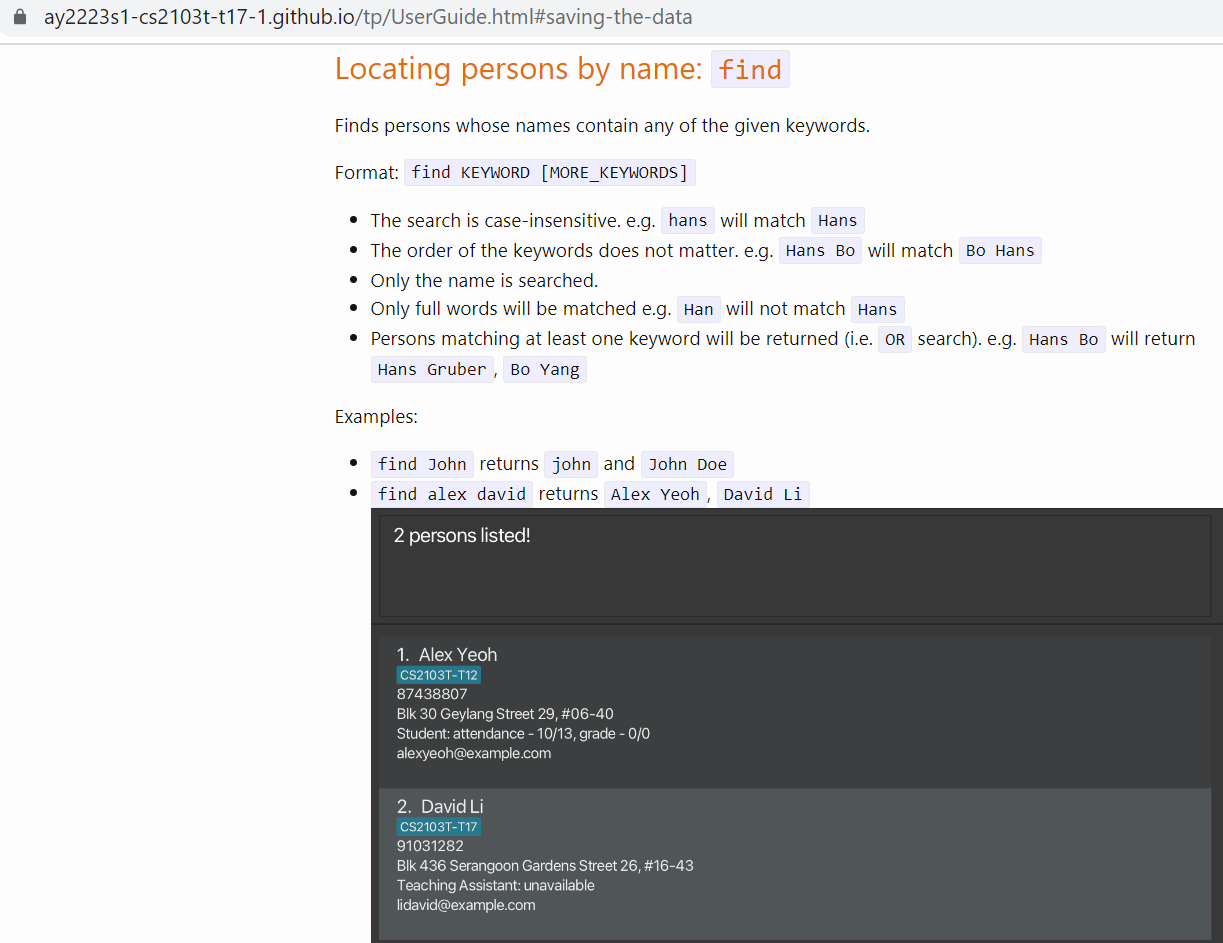 ay2223s1-cs2103t-t17-1.github.io/tp/UserGuide.html#saving-the-data
Locating persons by name: find
Finds persons whose names contain any of the given keywords.
Format: find KEYWORD [MORE_KEYWORDS]
The search is case-insensitive. e.g. hans will match Hans
The order of the keywords does not matter. e.g. Hans Bo will match Bo Hans
Only the name is searched.
Only full words will be matched e.g. Han will not match Hans
Persons matching at least one keyword will be returned (i.e. OR search). e.g. Hans Bo will return
Hans Gruber, Bo Yang
Examples:
find John returns john and John Doe
find alex david returns Alex Yeoh, David Li
2 persons listed!
1. Alex Yeoh
CS2103T-T12
87438807
Blk 30 Geylang Street 29, #06-40
Student: attendance - 10/13, grade - 0/0
alexyeoh@example.com
2. David Li
CS2103T-T17
91031282
Blk 436 Serangoon Gardens Street 26, #16-43
Teaching Assistant: unavailable
lidavid@example.com